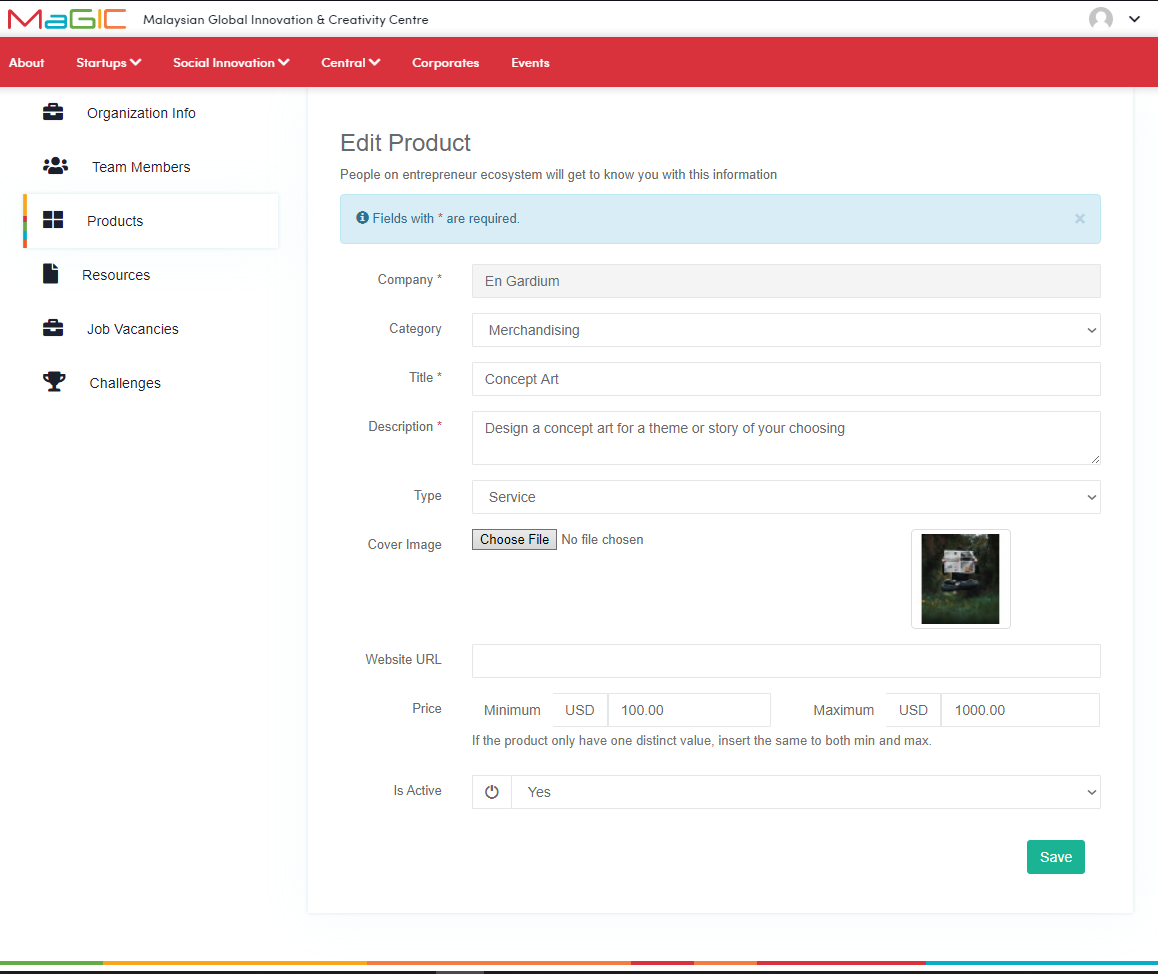 MaGIC Malaysian Global Innovation & Creativity Centre
About Startups Social Innovation Central Corporates Events
Organization Info
Team Members
Products
Resources
Job Vacancies
Challenges
Edit Product
People on entrepreneur ecosystem will get to know you with this information
Fields with * are required. ×
Company * En Gardium
Category Merchandising
Title * Concept Art
Description * Design a concept art for a theme or story of your choosing
Type Service
Cover Image Choose File No file chosen
Website URL
Price Minimum USD 100.00 Maximum USD 1000.00
If the product only have one distinct value, insert the same to both min and max.
Is Active Yes
Save